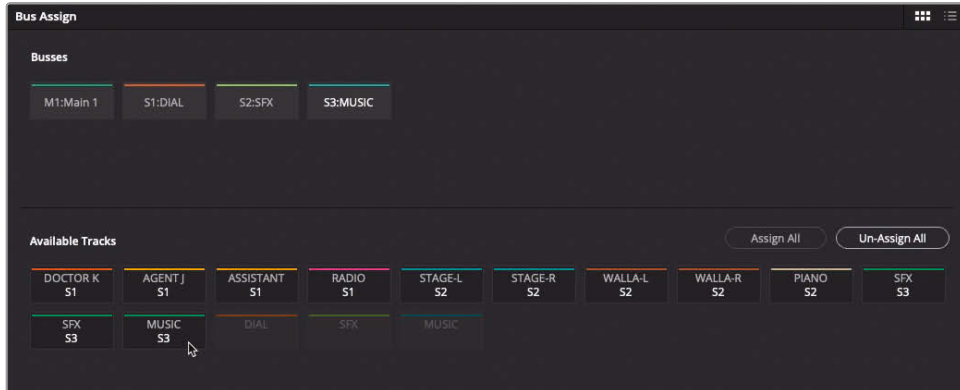 Bus Assign
Busses
M1:Main 1 S1:DIAL S2:SFX S3:MUSIC
Available Tracks Assign All Un-Assign All
DOCTOR K AGENT J ASSISTANT RADIO STAGE-L STAGE-R WALLA-L WALLA-R PIANO SFX
S1 S1 S1 S1 S2 S2 S2 S2 S2 S3
SFX MUSIC DIAL SFX MUSIC
S3 S3